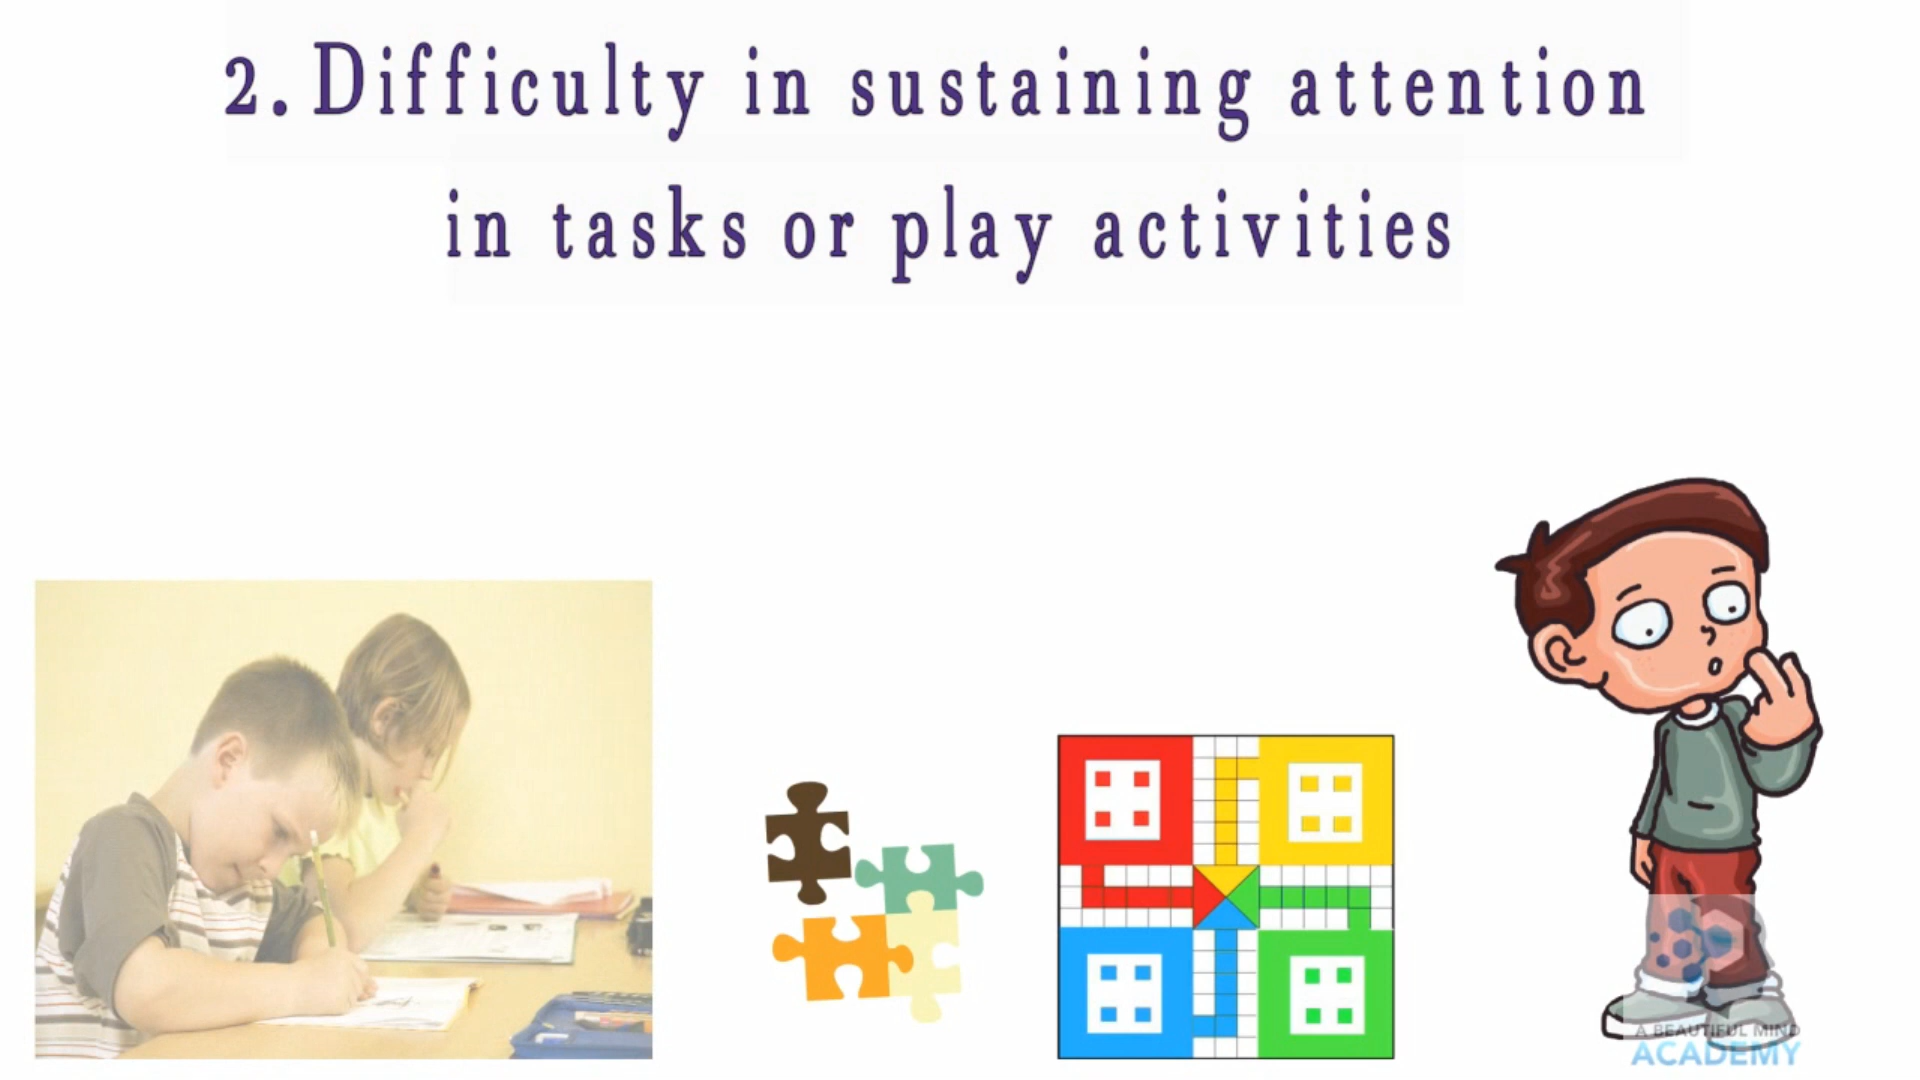 2. Difficulty in sustaining attention
in tasks or play activities
A BEAUTIFUL MIND
ACADEMY